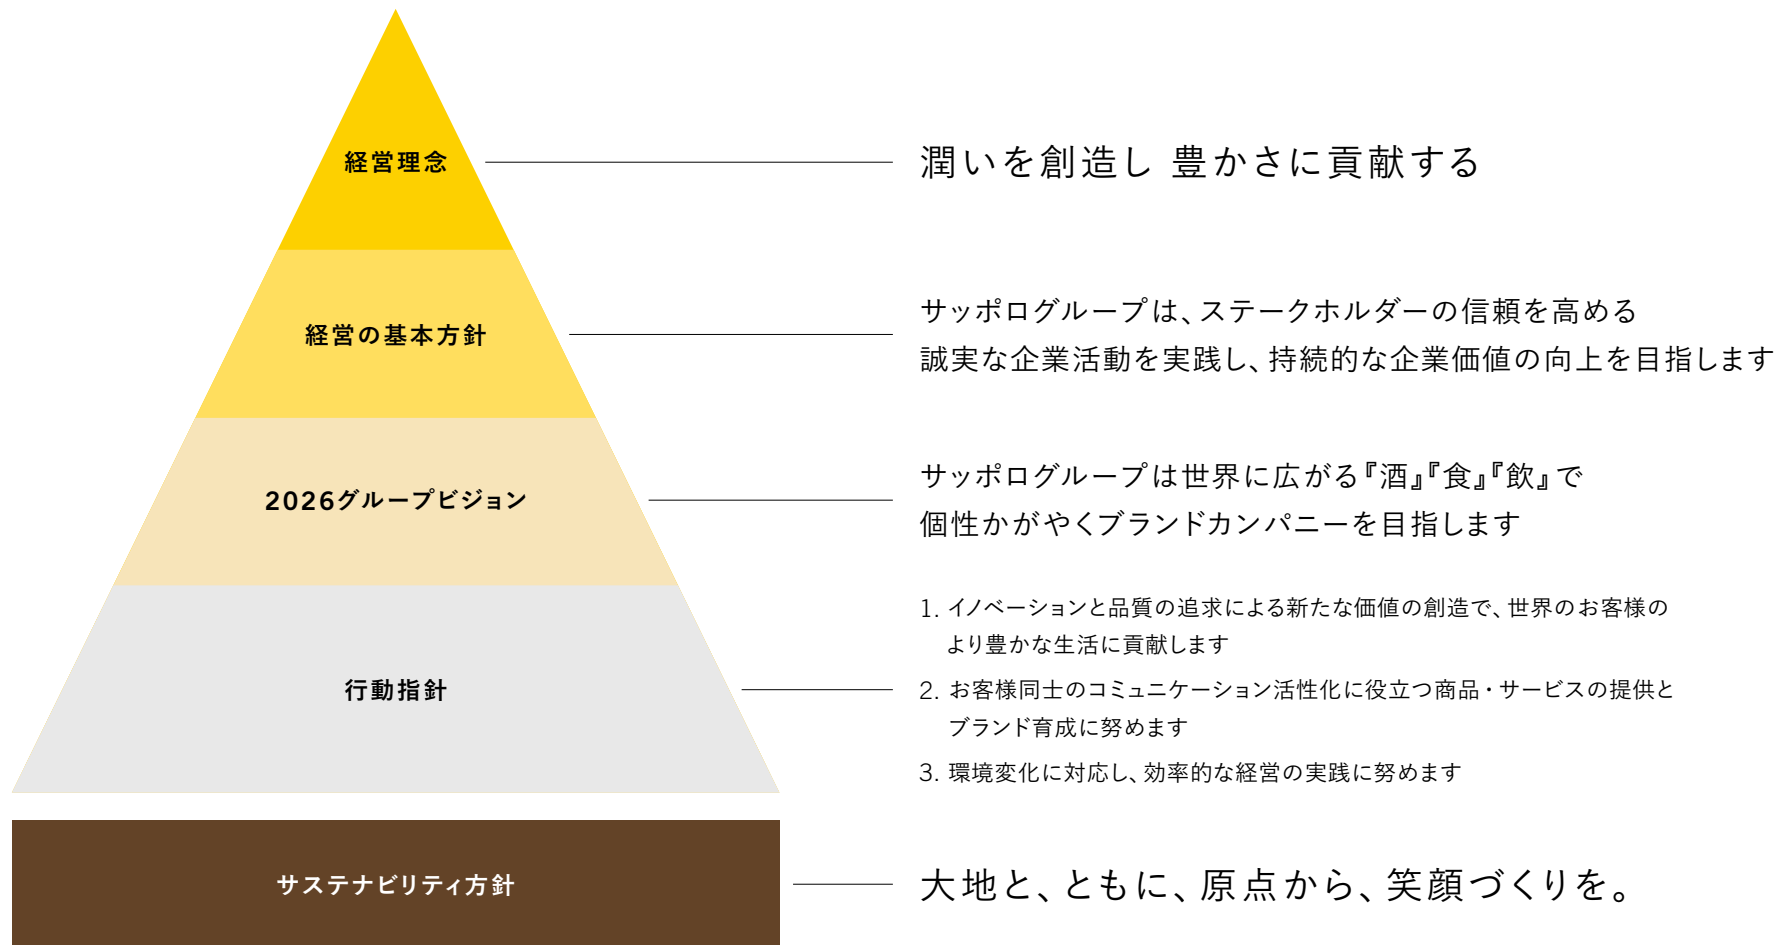 経営理念
潤いを創造し 豊かさに貢献する
経営の基本方針
サッポログループは、ステークホルダーの信頼を高める
誠実な企業活動を実践し、持続的な企業価値の向上を目指します
2026グループビジョン
サッポログループは世界に広がる『酒』『食』『飲』で
個性かがやくブランドカンパニーを目指します
行動指針
1. イノベーションと品質の追求による新たな価値の創造で、世界のお客様の
より豊かな生活に貢献します
2. お客様同士のコミュニケーション活性化に役立つ商品・サービスの提供と
ブランド育成に努めます
3. 環境変化に対応し、効率的な経営の実践に努めます
サステナビリティ方針
大地と、ともに、原点から、笑顔づくりを。